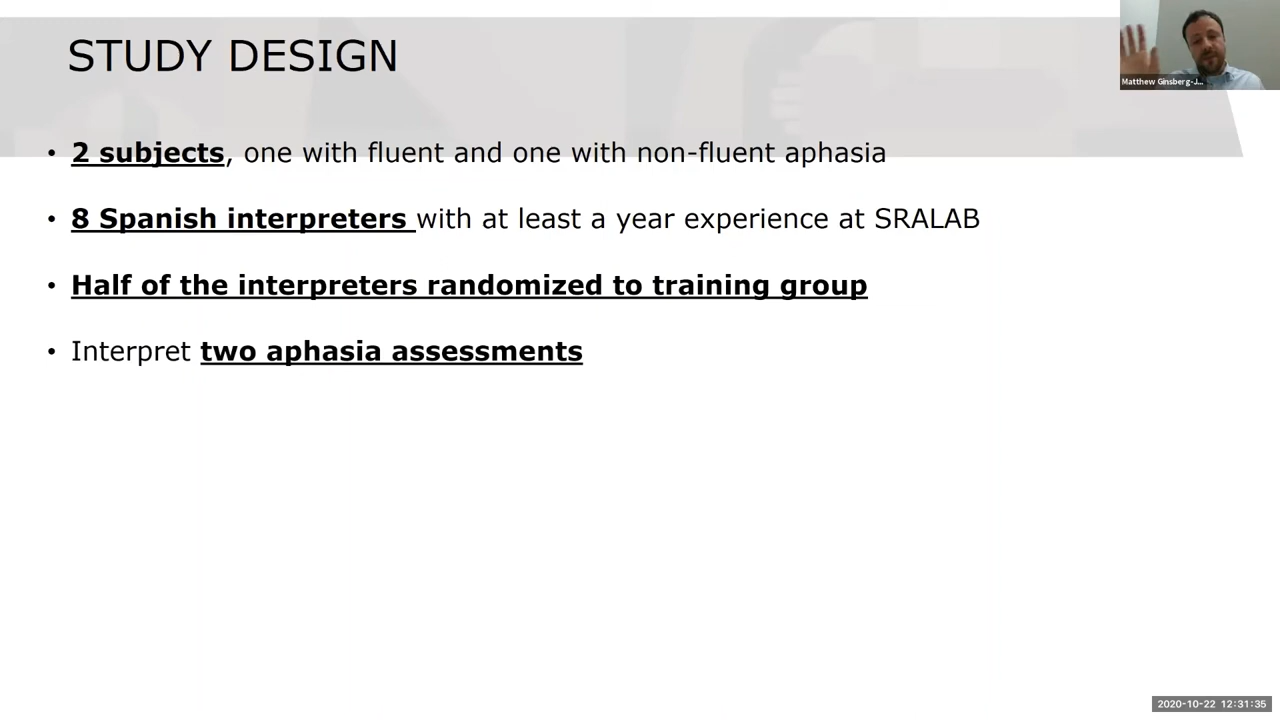 STUDY DESIGN
Matthew Ginsberg-J...
• 2 subjects, one with fluent and one with non-fluent aphasia
• 8 Spanish interpreters with at least a year experience at SRALAB
• Half of the interpreters randomized to training group
• Interpret two aphasia assessments
2020-10-22 12:31:35